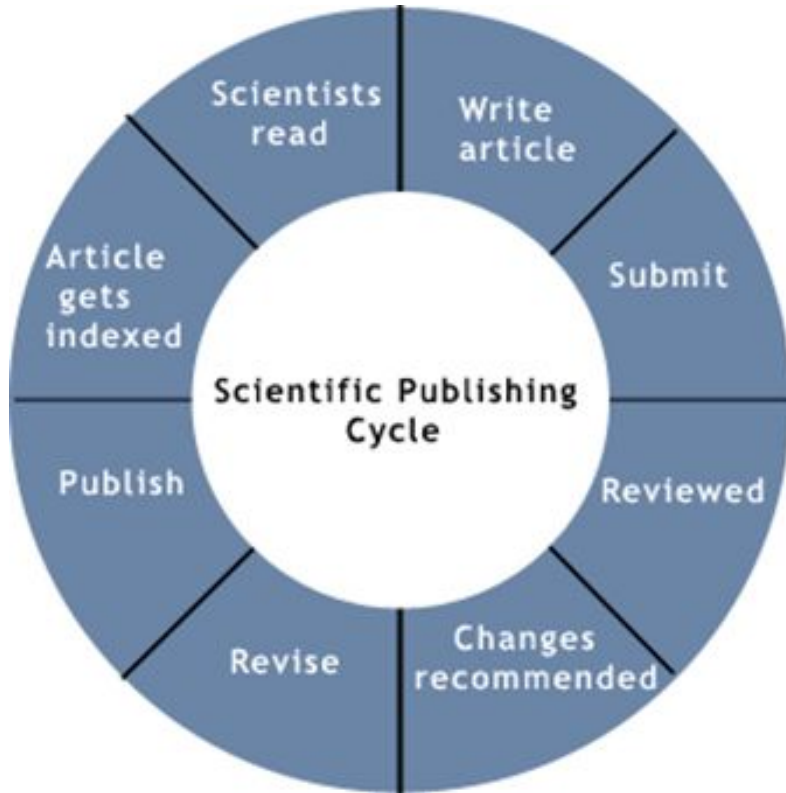 Scientific Publishing
Cycle
Write
article
Submit
Reviewed
Changes
recommended
Revise
Publish
Article
gets
indexed
Scientists
read